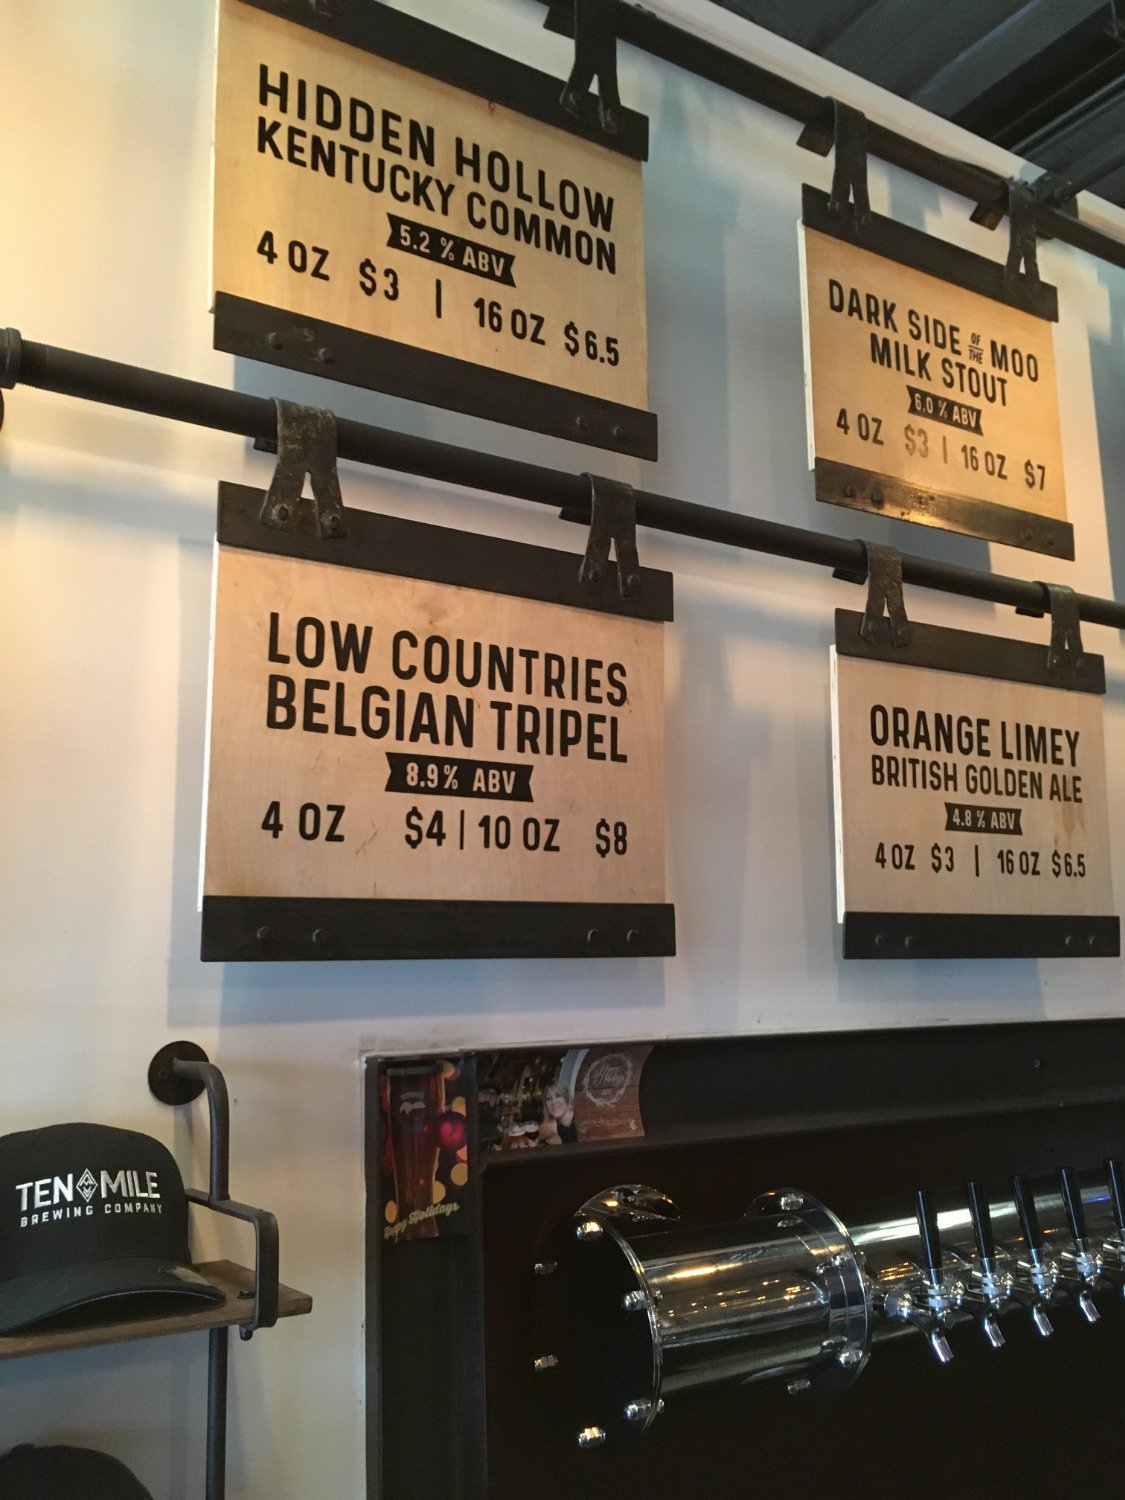 HIDDEN HOLLOW
KENTUCKY COMMON
5.2 % ABV
4 OZ $3 | 16 OZ $6.5
DARK SIDE OF THE MOO
MILK STOUT
6.0 % ABV
4 OZ $3 | 16 OZ $7
LOW COUNTRIES
BELGIAN TRIPEL
8.9% ABV
4 OZ $4 | 10 OZ $8
ORANGE LIMEY
BRITISH GOLDEN ALE
4.8 % ABV
4 OZ $3 | 16 OZ $6.5
TEN MILE
BREWING COMPANY
Happy Holidays